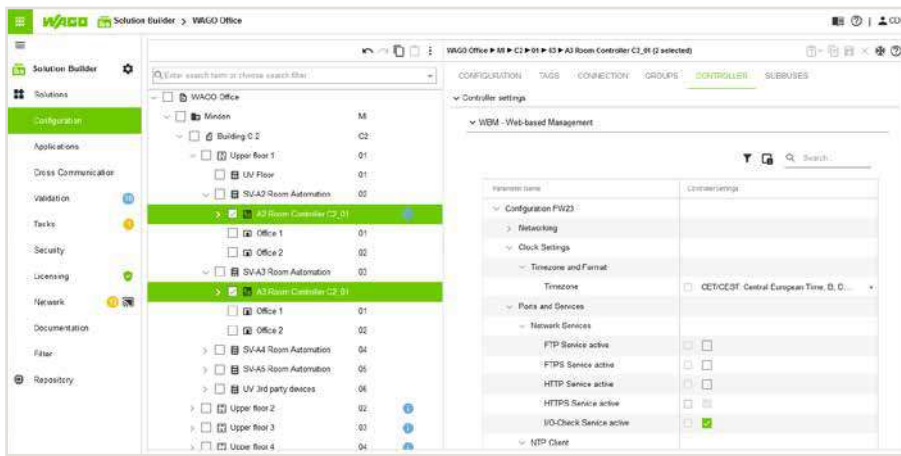 WAGO Solution Builder > WAGO Office
Solution Builder
Solutions
Configuration
Applications
Cross Communication
Validation
Tasks
Security
Licensing
Network
Documentation
Filter
Repository
Enter search term or choose search filter
WAGO Office
Minden MI
Building C 2 C2
Upper floor 1 01
UV Floor 01
SV-A2 Room Automation 02
A2 Room Controller C2_01
Office 1 01
Office 2 02
SV-A3 Room Automation 03
A3 Room Controller C2_01
Office 1 01
Office 2 02
SV-A4 Room Automation 04
SV-A5 Room Automation 05
UV 3rd party devices 06
Upper floor 2 02
Upper floor 3 03
Upper floor 4 04
WAGO Office ▶ MI ▶ C2 ▶ 01 ▶ 03 ▶ A3 Room Controller C2_01 (2 selected)
CONFIGURATION TAGS CONNECTION GROUPS CONTROLLER SUBBUSES
Controller settings
WBM - Web-based Management
Search
Parameter Name Controller settings
Configuration FW23
Networking
Clock Settings
Timezone and Format
Timezone CET/CEST: Central European Time, B, C...
Ports and Services
Network Services
FTP Service active
FTPS Service active
HTTP Service active
HTTPS Service active
I/O-Check Service active
NTP Client